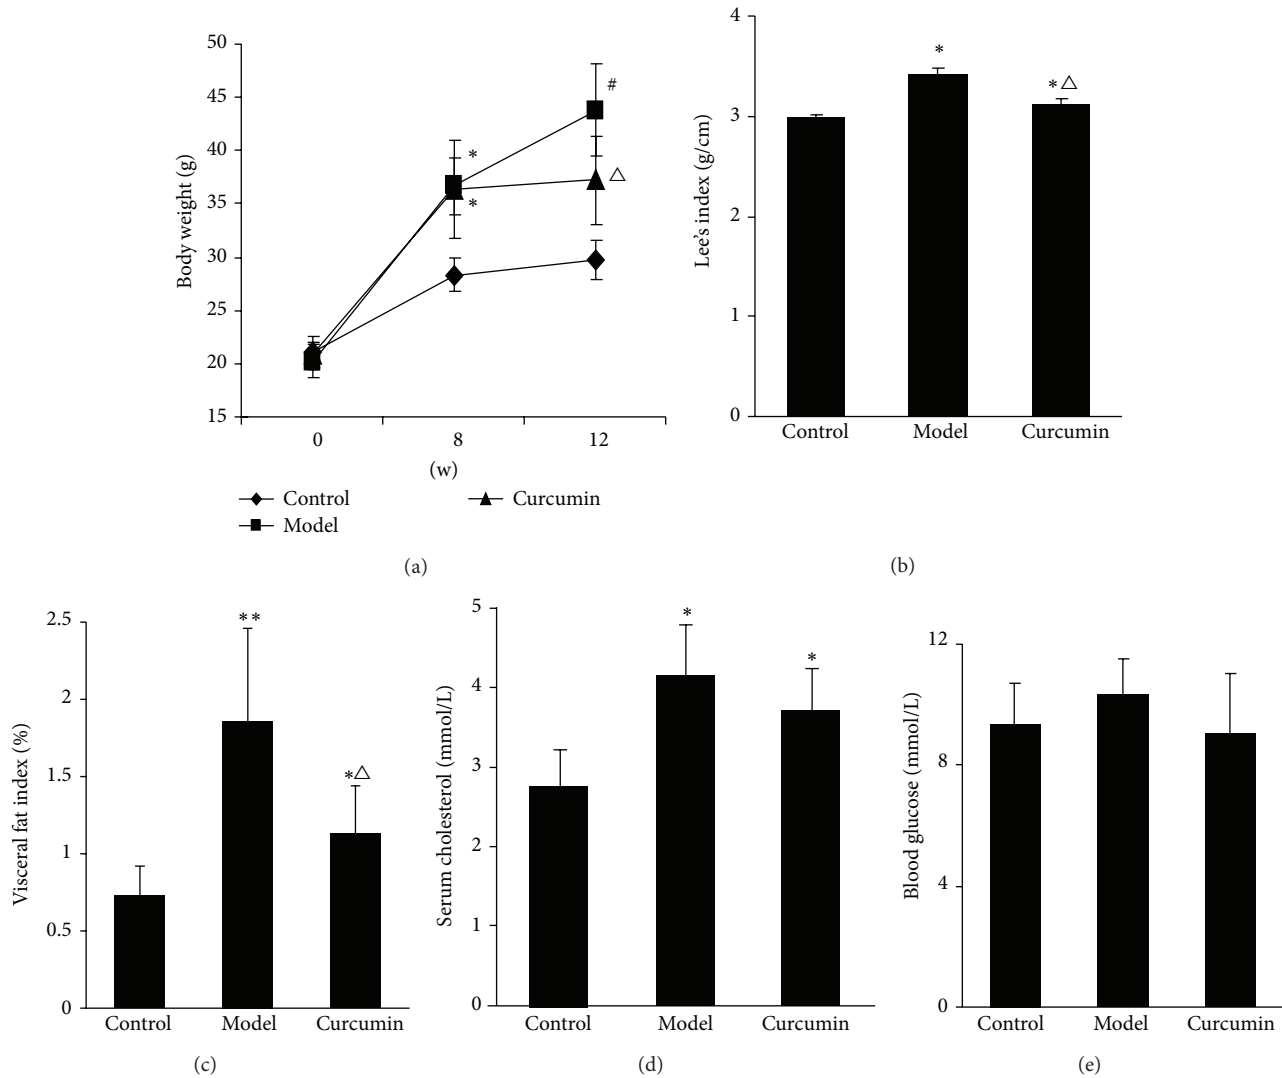 50
45
40
35
30
25
20
15
Body weight (g)
#
*
*
△
0 8 12
(w)
Control
Curcumin
Model
(a)
4
3
2
1
0
Lee's index (g/cm)
*
*△
Control Model Curcumin
(b)
2.5
2
1.5
1
0.5
0
Visceral fat index (%)
**
*△
Control Model Curcumin
(c)
5
4
3
2
1
0
Serum cholesterol (mmol/L)
*
*
Control Model Curcumin
(d)
12
8
4
0
Blood glucose (mmol/L)
Control Model Curcumin
(e)